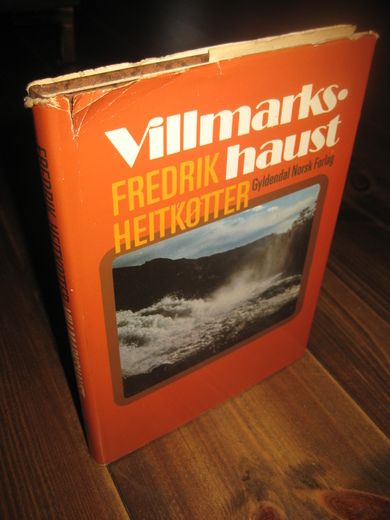 Villmarks-
haust
FREDRIK
HEITKØTTER
Gyldendal Norsk Forlag